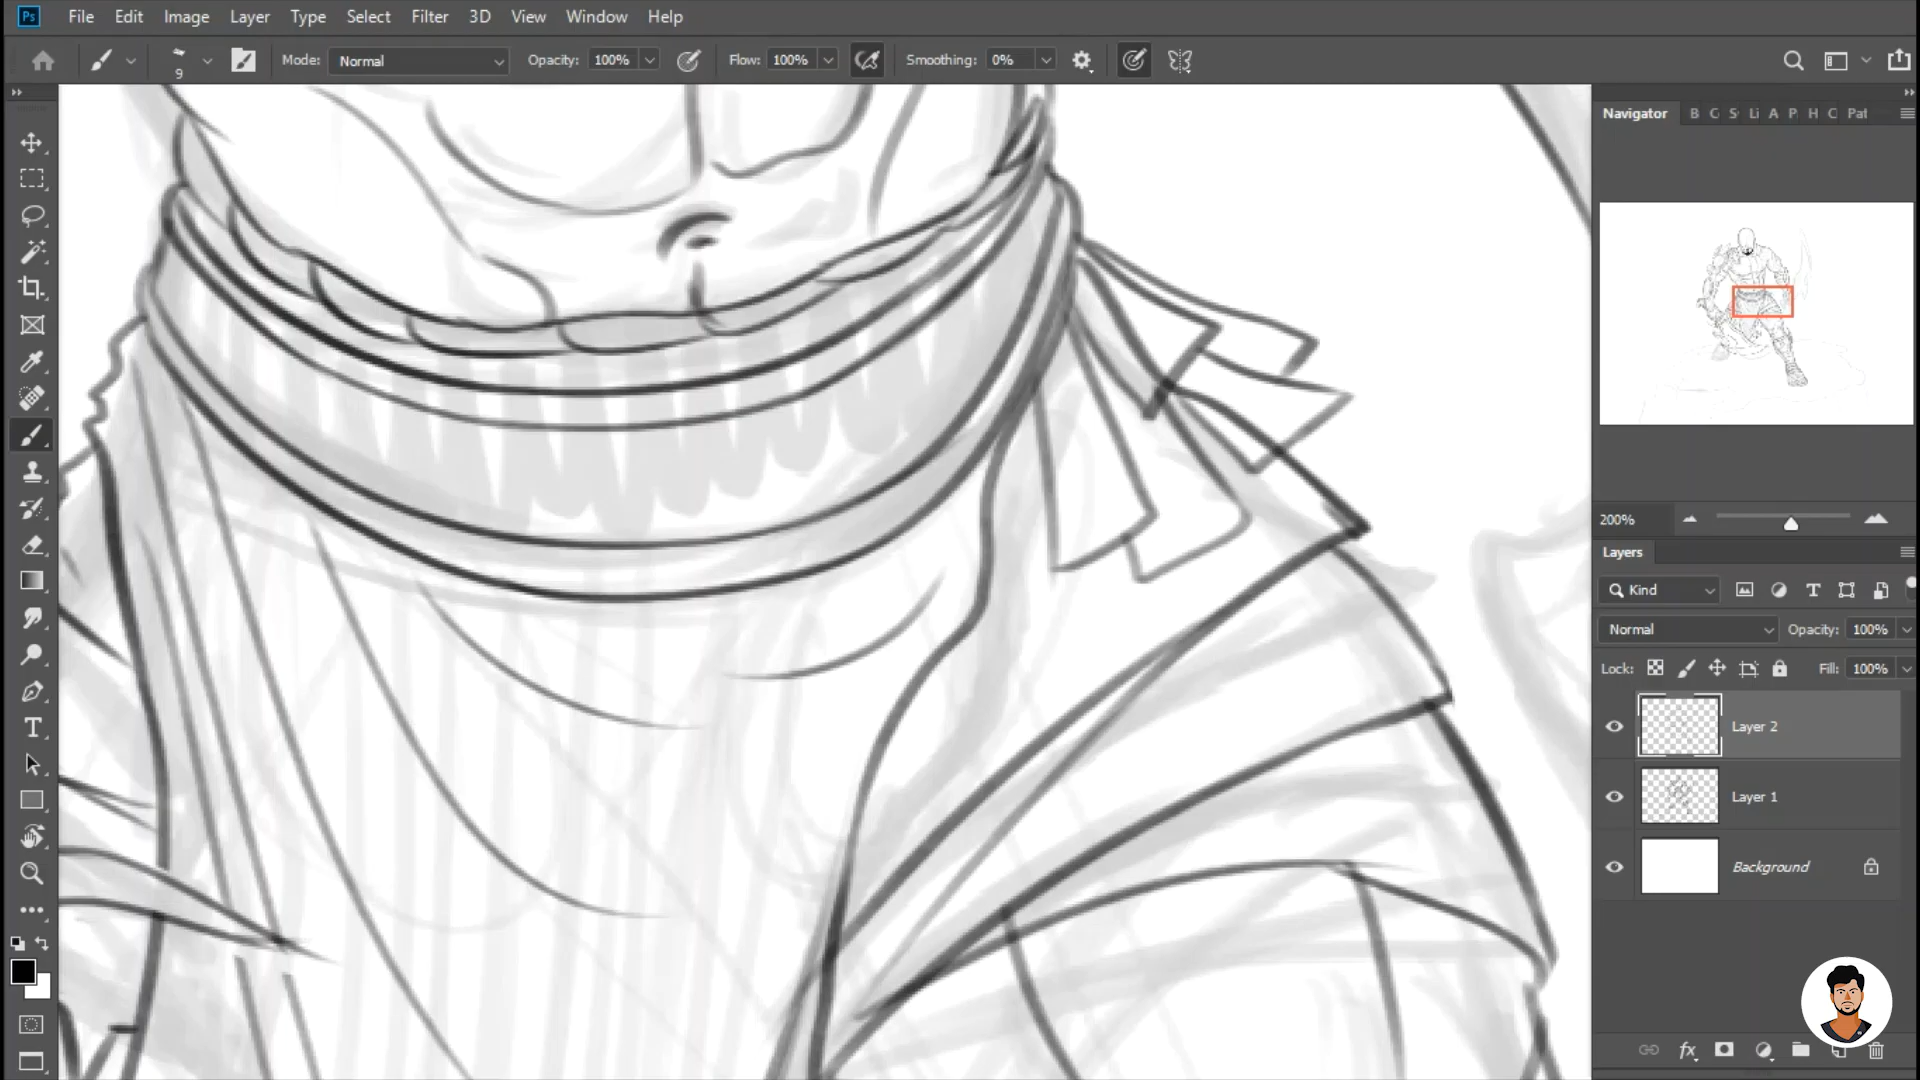 Ps File Edit Image Layer Type Select Filter 3D View Window Help
9 Mode: Normal Opacity: 100% Flow: 100% Smoothing: 0%
Navigator B C S Li A P H C Pat
200%
Layers
Kind T
Normal Opacity: 100%
Lock: Fill: 100%
Layer 2
Layer 1
Background
T
fx